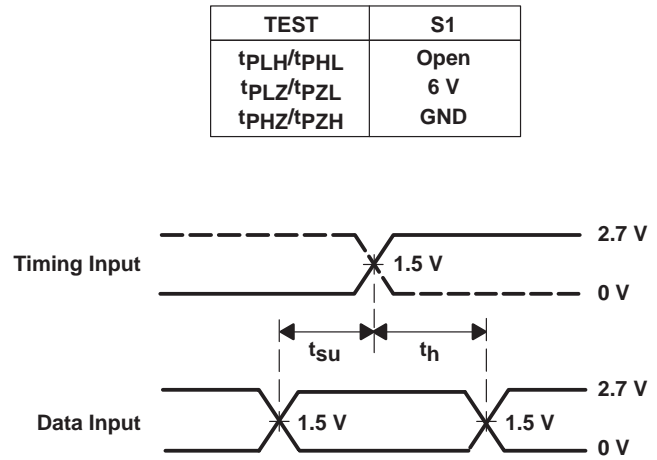 TEST S1
tPLH/tPHL Open
tPLZ/tPZL 6 V
tPHZ/tPZH GND
2.7 V
Timing Input 1.5 V
0 V
tsu th
2.7 V
Data Input 1.5 V 1.5 V
0 V